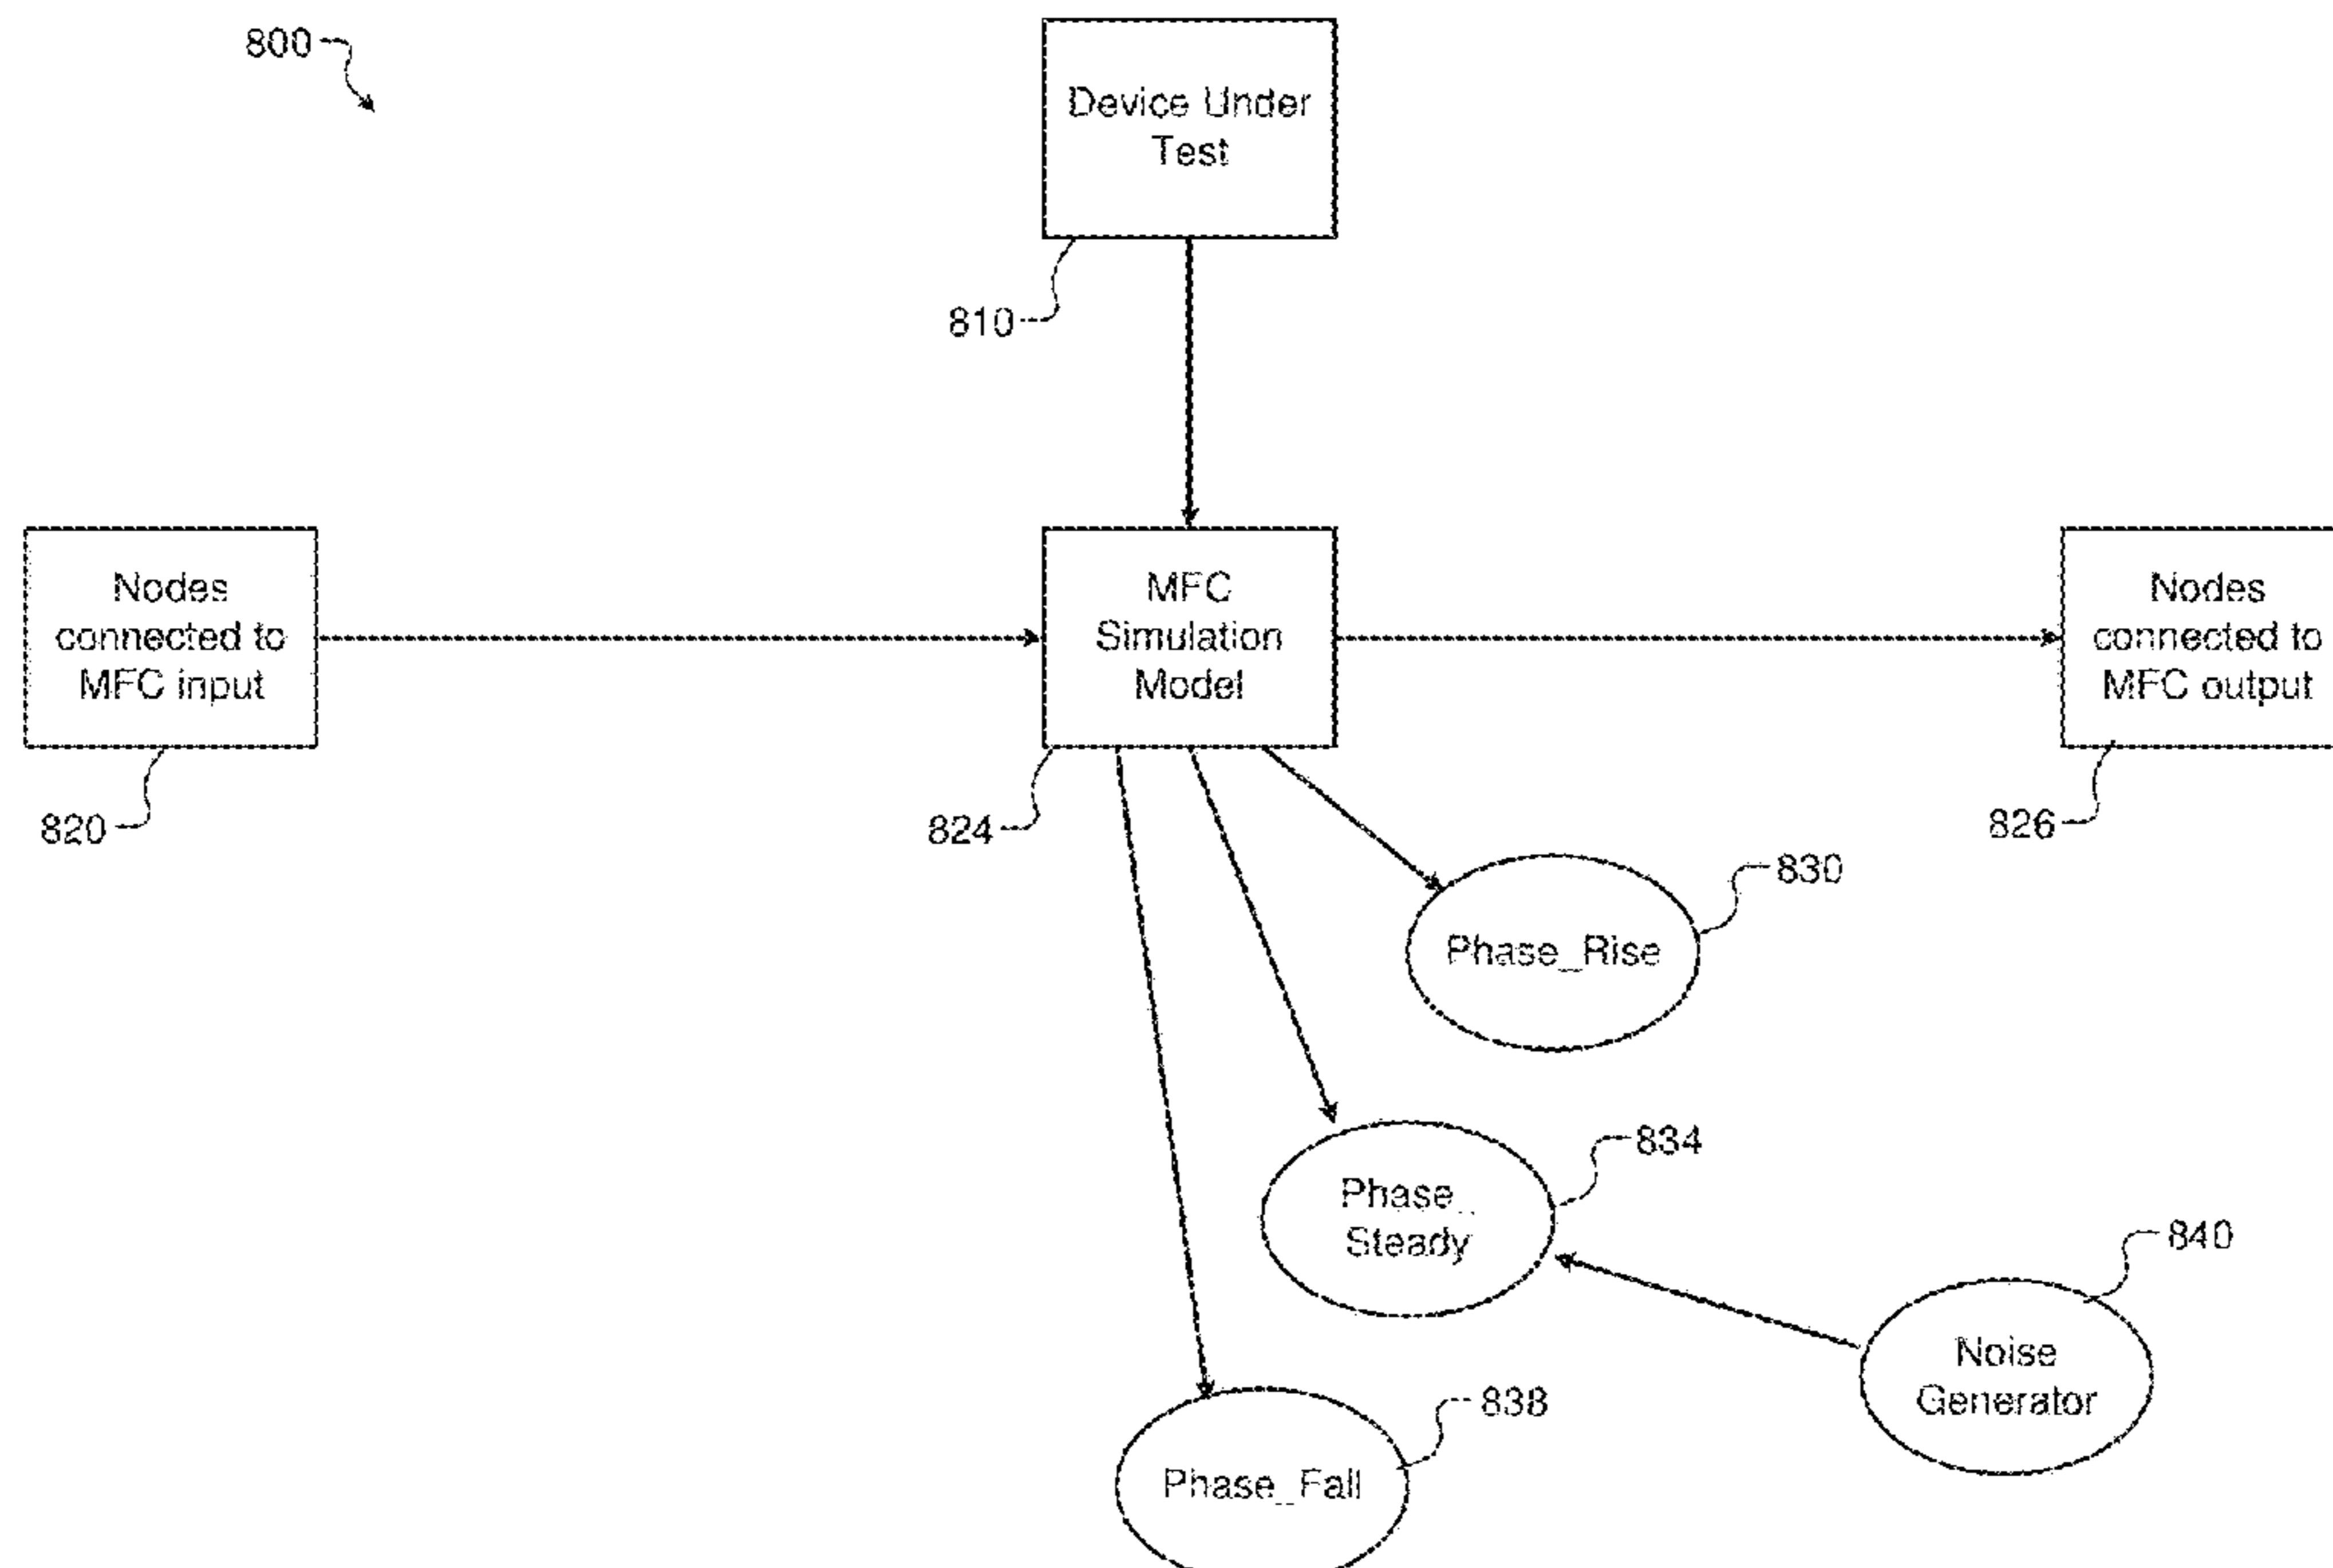 800
Device Under
Test
810
Nodes
connected to
MFC input
MFC
Simulation
Model
Nodes
connected to
MFC output
820
824
826
830
Phase_Rise
834
Phase_
Steady
840
Noise
Generator
838
Phase_Fall